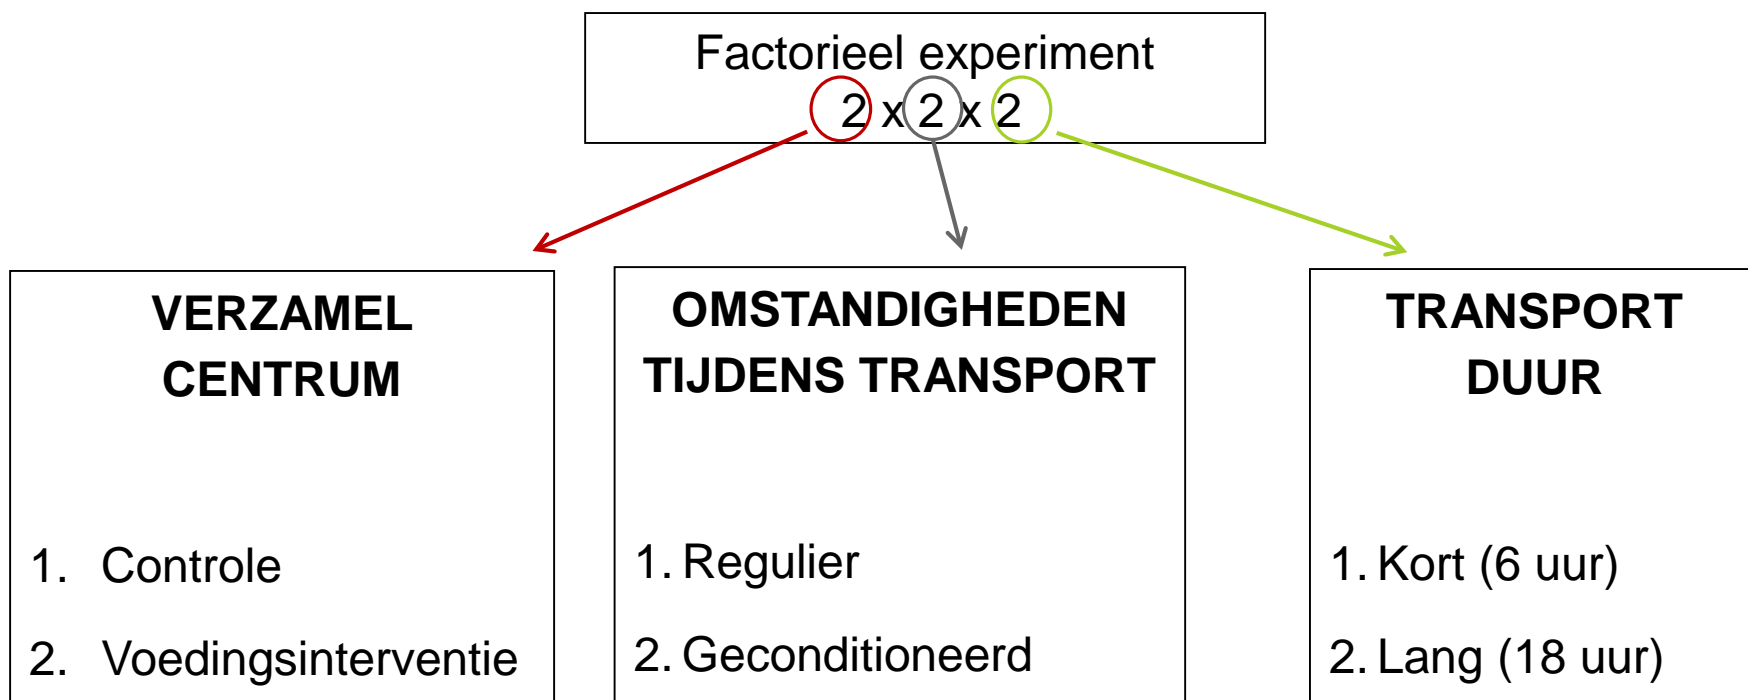 Factorieel experiment
2 x 2 x 2
VERZAMEL
CENTRUM
1. Controle
2. Voedingsinterventie
OMSTANDIGHEDEN
TIJDENS TRANSPORT
1. Regulier
2. Geconditioneerd
TRANSPORT
DUUR
1. Kort (6 uur)
2. Lang (18 uur)